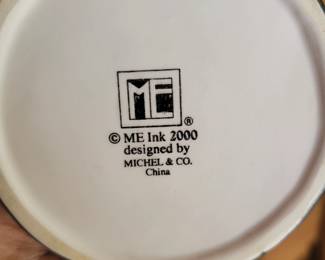 ME ®
© ME Ink 2000
designed by
MICHEL & CO.
China